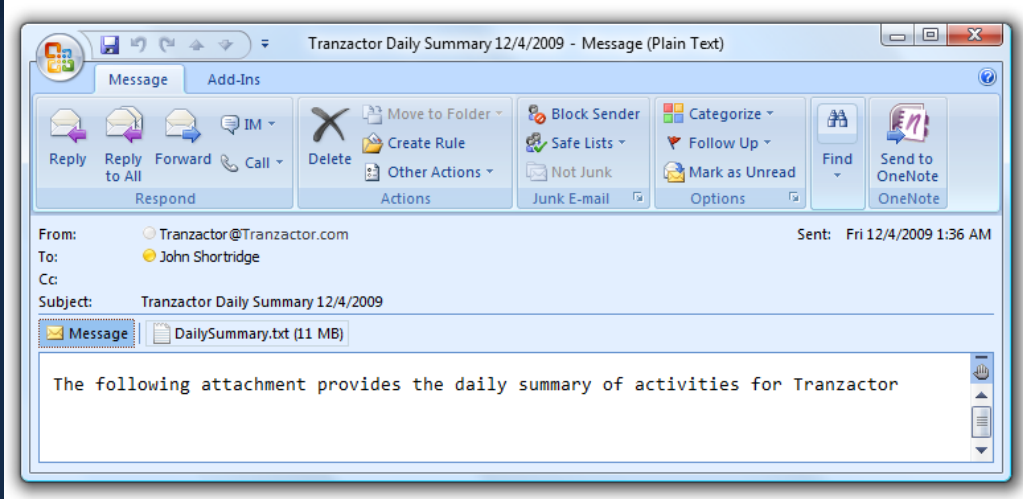 Tranzactor Daily Summary 12/4/2009 - Message (Plain Text)
Message Add-Ins
Reply
Reply to All
Forward
IM
Call
Respond
Delete
Move to Folder
Create Rule
Other Actions
Actions
Block Sender
Safe Lists
Not Junk
Junk E-mail
Categorize
Follow Up
Mark as Unread
Options
Find
Send to OneNote
OneNote
From: Tranzactor@Tranzactor.com Sent: Fri 12/4/2009 1:36 AM
To: John Shortridge
Cc:
Subject: Tranzactor Daily Summary 12/4/2009
Message DailySummary.txt (11 MB)
The following attachment provides the daily summary of activities for Tranzactor